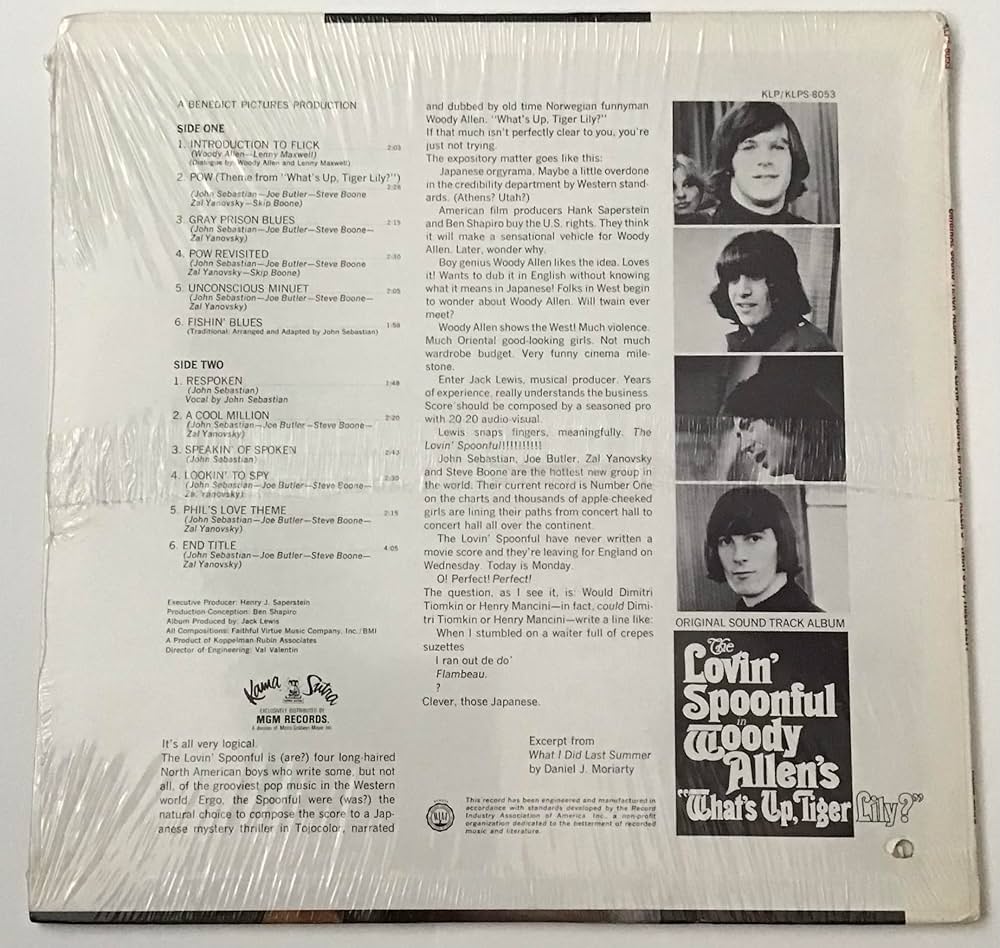 KLP/KLPS-8053
A BENEDICT PICTURES PRODUCTION
SIDE ONE
1. INTRODUCTION TO FLICK 2:03
(Woody Allen—Lenny Maxwell)
(Dialogue by: Woody Allen and Lenny Maxwell)
2. POW (Theme from "What's Up, Tiger Lily?")
2:28
(John Sebastian—Joe Butler—Steve Boone
Zal Yanovsky—Skip Boone)
3. GRAY PRISON BLUES 2:15
(John Sebastian—Joe Butler—Steve Boone—
Zal Yanovsky)
4. POW REVISITED 2:30
(John Sebastian—Joe Butler—Steve Boone
Zal Yanovsky—Skip Boone)
5. UNCONSCIOUS MINUET 2:05
(John Sebastion—Joe Butler—Steve Boone—
Zal Yanovsky)
6. FISHIN' BLUES 1:58
(Traditional: Arranged and Adapted by John Sebastian)
SIDE TWO
1. RESPOKEN 1:48
(John Sebastian)
Vocal by John Sebastian
2. A COOL MILLION 2:20
(John Sebastian—Joe Butler—Steve Boone—
Zal Yanovsky)
3. SPEAKIN' OF SPOKEN 2:43
(John Sabastian)
4. LOOKIN' TO SPY 2:30
(John Sebastian—Joe Butler—Steve Boone—
Zal Yanovsky)
5. PHIL'S LOVE THEME 2:15
(John Sebastian—Joe Butler—Steve Boone—
Zal Yanovsky)
6. END TITLE 4:05
(John Sebastian—Joe Butler—Steve Boone—
Zal Yanovsky)
Executive Producer: Henry J. Saperstein
Production Conception: Ben Shapiro
Album Produced by: Jack Lewis
All Compositions: Faithful Virtue Music Company, Inc./BMI
A Product of Koppelman-Rubin Associates
Director of Engineering: Val Valentin
Kama Sutra
EXCLUSIVELY DISTRIBUTED BY
MGM RECORDS,
A division of Metro-Goldwyn-Mayer Inc.
It's all very logical.
The Lovin' Spoonful is (are?) four long-haired
North American boys who write some, but not
all, of the grooviest pop music in the Western
world. Ergo, the Spoonful were (was?) the
natural choice to compose the score to a Jap-
anese mystery thriller in Tojocolor, narrated
and dubbed by old time Norwegian funnyman
Woody Allen. "What's Up, Tiger Lily?"
If that much isn't perfectly clear to you, you're
just not trying.
The expository matter goes like this:
Japanese orgyrama. Maybe a little overdone
in the credibility department by Western stand-
ards. (Athens? Utah?)
American film producers Hank Saperstein
and Ben Shapiro buy the U.S. rights. They think
it will make a sensational vehicle for Woody
Allen. Later, wonder why.
Boy genius Woody Allen likes the idea. Loves
it! Wants to dub it in English without knowing
what it means in Japanese! Folks in West begin
to wonder about Woody Allen. Will twain ever
meet?
Woody Allen shows the West! Much violence.
Much Oriental good-looking girls. Not much
wardrobe budget. Very funny cinema mile-
stone.
Enter Jack Lewis, musical producer. Years
of experience, really understands the business.
Score should be composed by a seasoned pro
with 20-20 audio-visual.
Lewis snaps fingers, meaningfully. The
Lovin' Spoonful!!!!!!!!!!
John Sebastian, Joe Butler, Zal Yanovsky
and Steve Boone are the hottest new group in
the world. Their current record is Number One
on the charts and thousands of apple-cheeked
girls are lining their paths from concert hall to
concert hall all over the continent.
The Lovin' Spoonful have never written a
movie score and they're leaving for England on
Wednesday. Today is Monday.
O! Perfect! Perfect!
The question, as I see it, is: Would Dimitri
Tiomkin or Henry Mancini—in fact, could Dimi-
tri Tiomkin or Henry Mancini—write a line like:
When I stumbled on a waiter full of crepes
suzettes
I ran out de do'
Flambeau.
?
Clever, those Japanese.
Excerpt from
What I Did Last Summer
by Daniel J. Moriarty
RIAA
This record has been engineered and manufactured in
accordance with standards developed by the Record
Industry Association of America, Inc., a non-profit
organization dedicated to the betterment of recorded
music and literature.
ORIGINAL SOUND TRACK ALBUM
The
Lovin'
Spoonful
in
Woody
Allen's
"What's Up, Tiger Lily?"